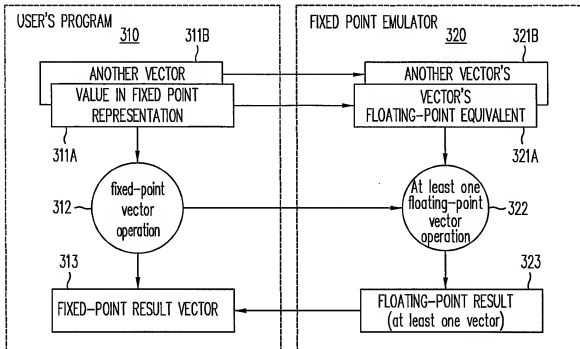 USER'S PROGRAM
310
311B
ANOTHER VECTOR
VALUE IN FIXED POINT
REPRESENTATION
311A
312
fixed-point
vector
operation
313
FIXED-POINT RESULT VECTOR
FIXED POINT EMULATOR
320
321B
ANOTHER VECTOR'S
VECTOR'S
FLOATING-POINT EQUIVALENT
321A
At least one
floating-point
vector
operation
322
323
FLOATING-POINT RESULT
(at least one vector)